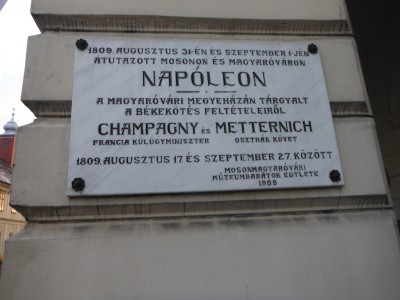 1809. AUGUSZTUS 31-ÉN ÉS SZEPTEMBER 1-JÉN
ÁTUTAZOTT MOSONON ÉS MAGYARÓVÁRON
NAPÓLEON
A MAGYARÓVÁRI MEGYEHÁZÁN TÁRGYALT
A BÉKEKÖTÉS FELTÉTELEIRŐL
CHAMPAGNY ÉS METTERNICH
FRANCIA KÜLÜGYMINISZTER OSZTRÁK KÖVET
1809. AUGUSZTUS 17 ÉS SZEPTEMBER 27. KÖZÖTT
MOSONMAGYARÓVÁRI
MÚZEUMBARÁTOK EGYLETE
1989